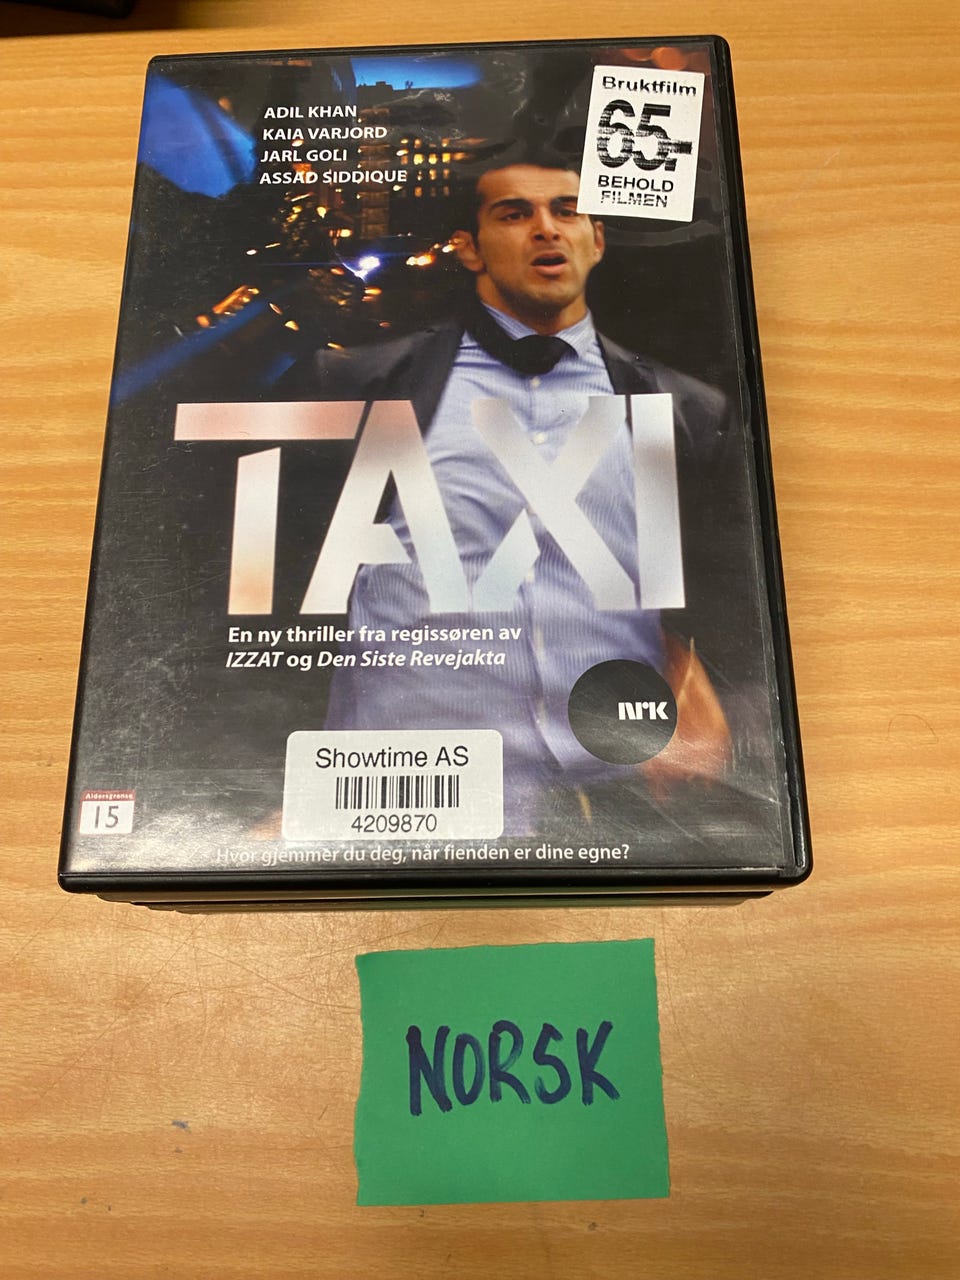 ADIL KHAN
KAIA VARJORD
JARL GOLI
ASSAD SIDDIQUE
Bruktfilm
65.-
BEHOLD
FILMEN
TAXI
En ny thriller fra regissøren av
IZZAT og Den Siste Revejakta
nrk
Showtime AS
4209870
Aldersgrense
15
Hvor gjemmer du deg, når fienden er dine egne?
NORSK